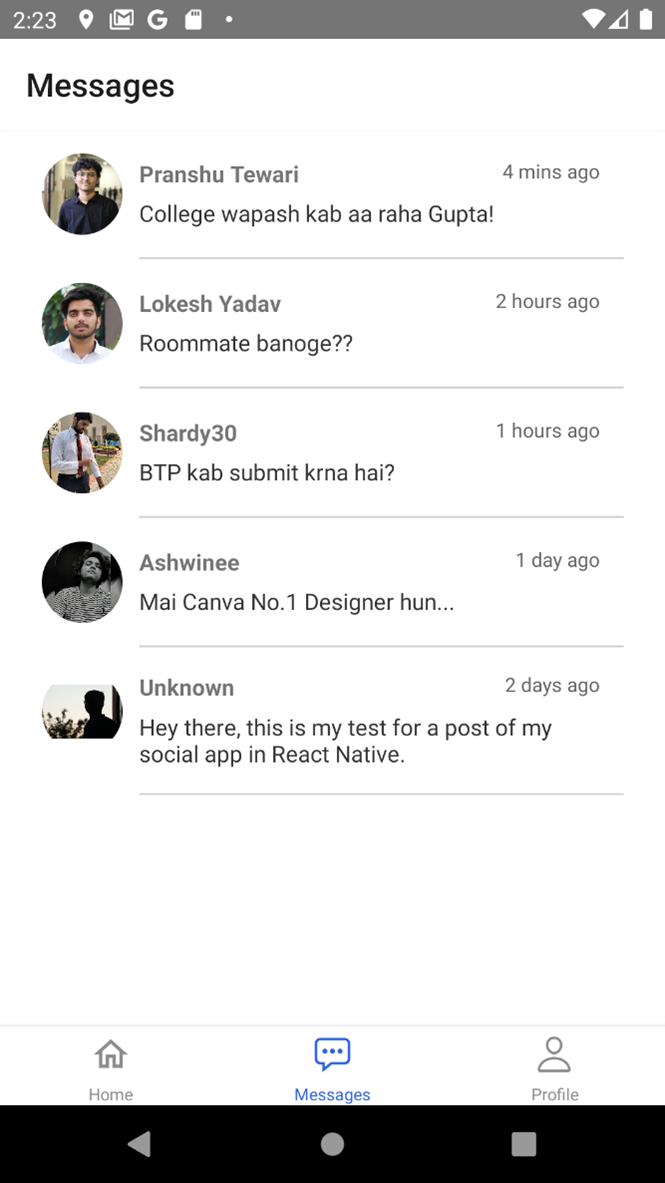 2:23
Messages
Pranshu Tewari
4 mins ago
College wapash kab aa raha Gupta!
Lokesh Yadav
2 hours ago
Roommate banoge??
Shardy30
1 hours ago
BTP kab submit krna hai?
Ashwinee
1 day ago
Mai Canva No.1 Designer hun...
Unknown
2 days ago
Hey there, this is my test for a post of my
social app in React Native.
Home
Messages
Profile